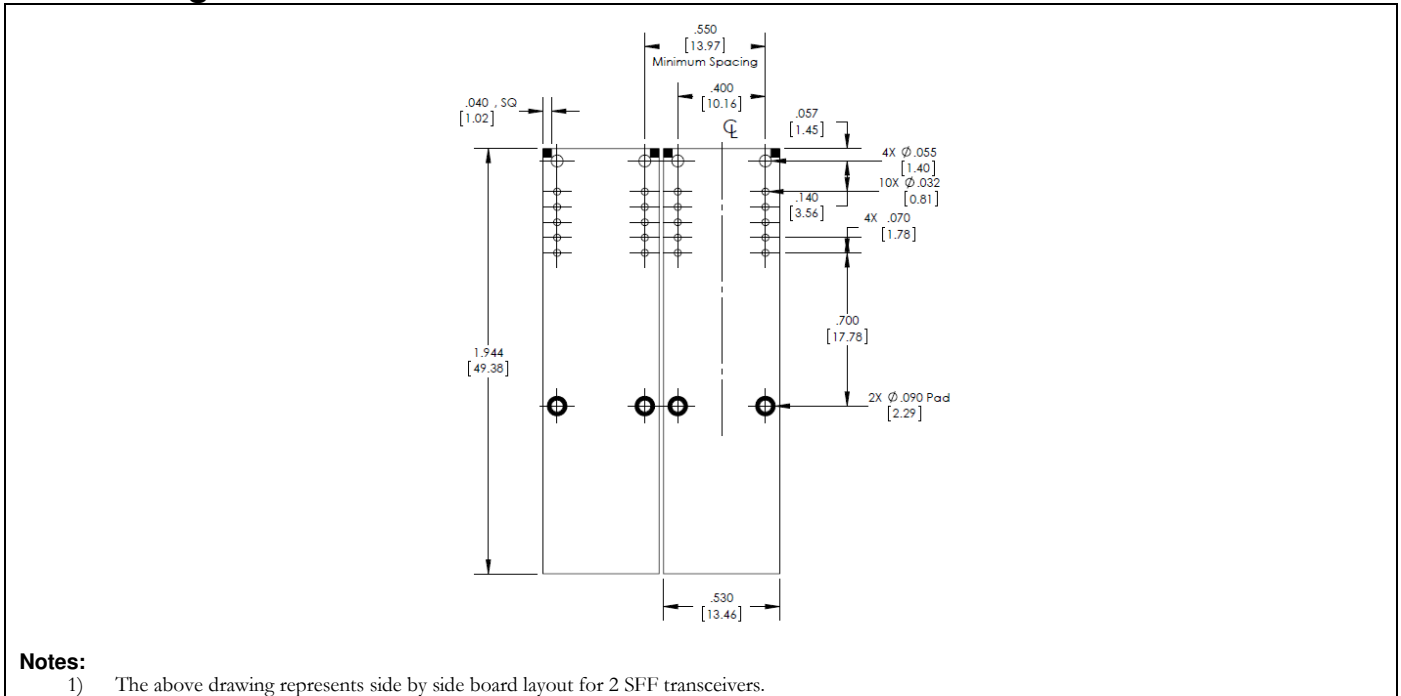 .550
[13.97]
Minimum Spacing
.400
[10.16]
.040 , SQ
[1.02]
.057
[1.45]
℄
4X Ø.055
[1.40]
10X Ø.032
[0.81]
.140
[3.56]
4X .070
[1.78]
.700
[17.78]
1.944
[49.38]
2X Ø.090 Pad
[2.29]
.530
[13.46]
Notes:
1) The above drawing represents side by side board layout for 2 SFF transceivers.